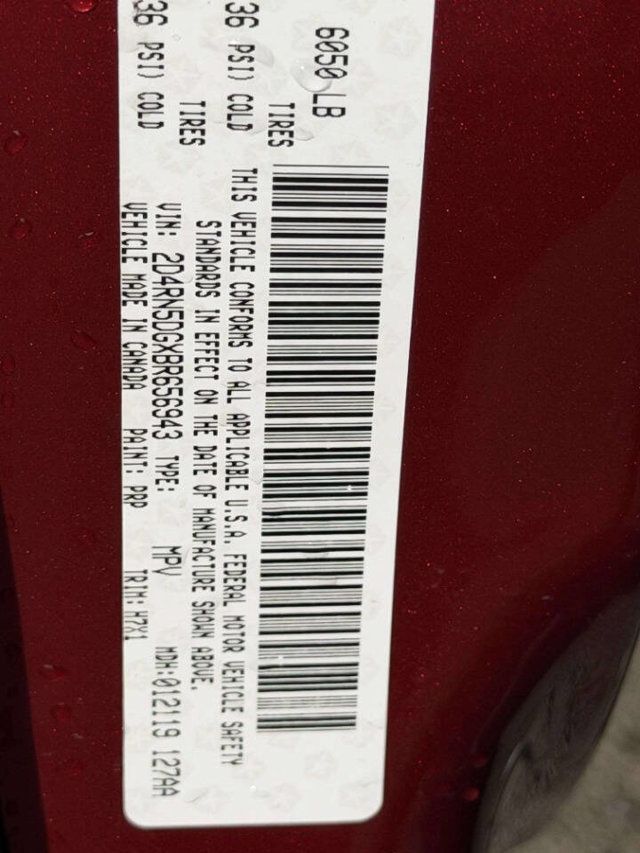 6050 LB
TIRES
36 PSI) COLD
TIRES
36 PSI) COLD
THIS VEHICLE CONFORMS TO ALL APPLICABLE U.S.A. FEDERAL MOTOR VEHICLE SAFETY
STANDARDS IN EFFECT ON THE DATE OF MANUFACTURE SHOWN ABOVE.
VIN: 2D4RN5DGXBR656943 TYPE: MPV MDH:012119 127AA
VEHICLE MADE IN CANADA PAINT: PRP TRIM: H7X1